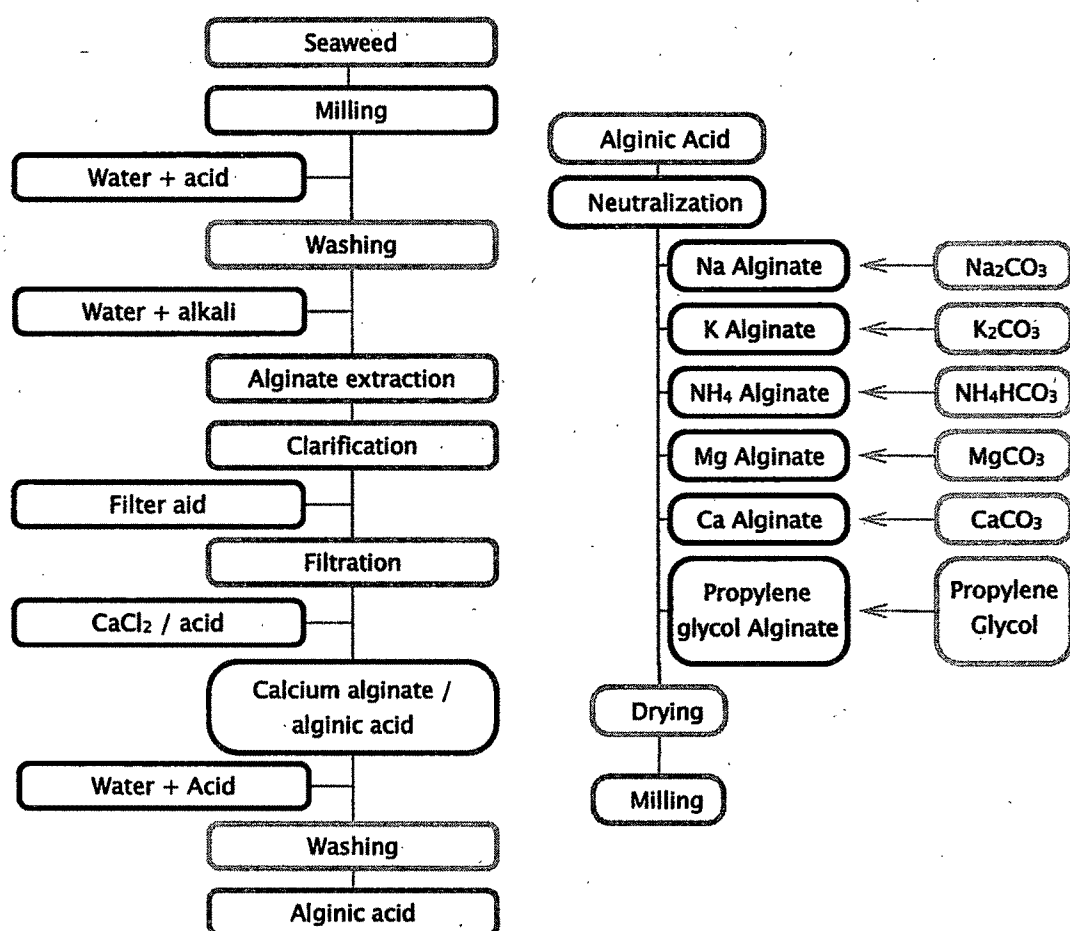 Seaweed
Milling
Water + acid
Washing
Water + alkali
Alginate extraction
Clarification
Filter aid
Filtration
CaCl₂ / acid
Calcium alginate /
alginic acid
Water + Acid
Washing
Alginic acid
Alginic Acid
Neutralization
Na Alginate
Na₂CO₃
K Alginate
K₂CO₃
NH₄ Alginate
NH₄HCO₃
Mg Alginate
MgCO₃
Ca Alginate
CaCO₃
Propylene
glycol Alginate
Propylene
Glycol
Drying
Milling